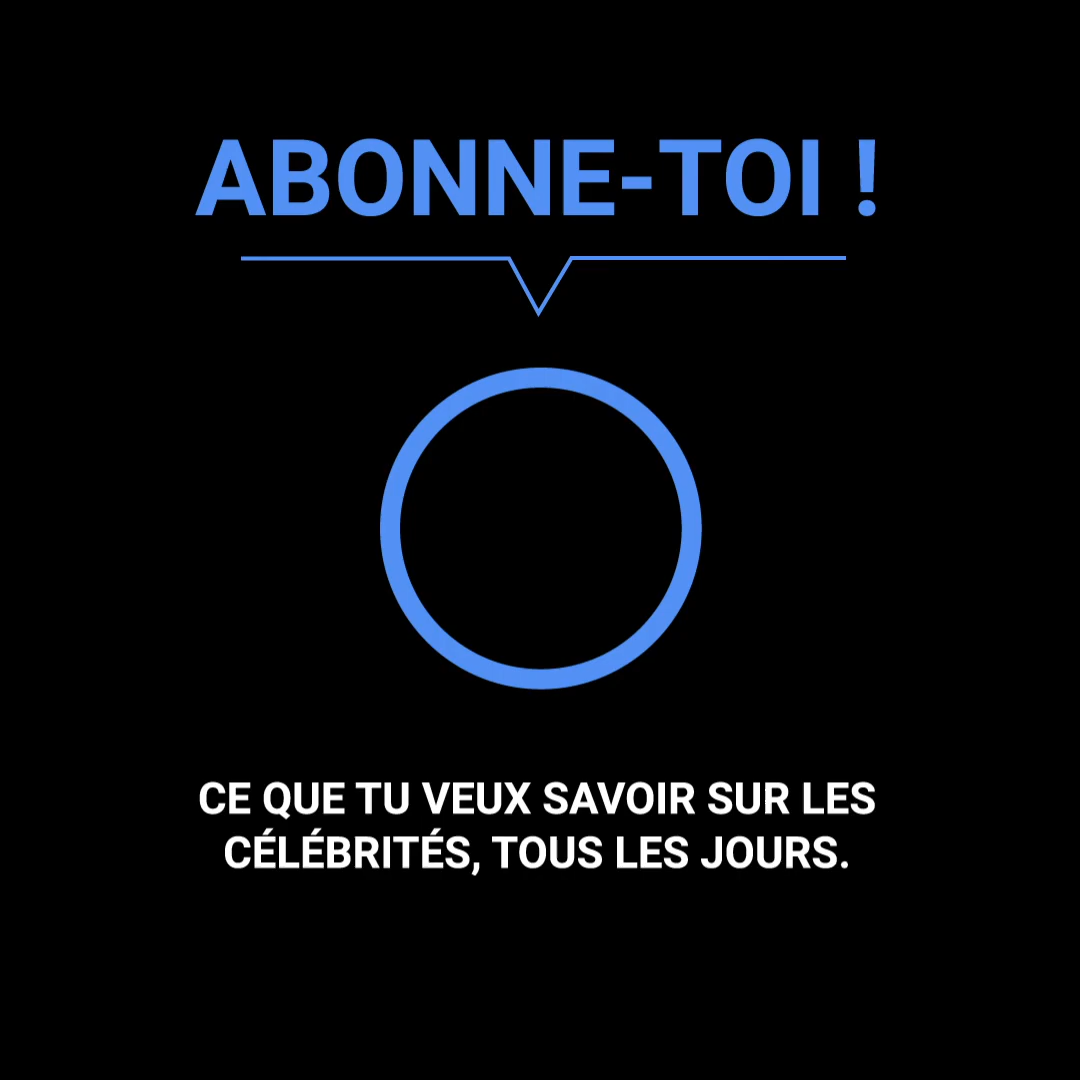 ABONNE-TOI !
CE QUE TU VEUX SAVOIR SUR LES
CÉLÉBRITÉS, TOUS LES JOURS.